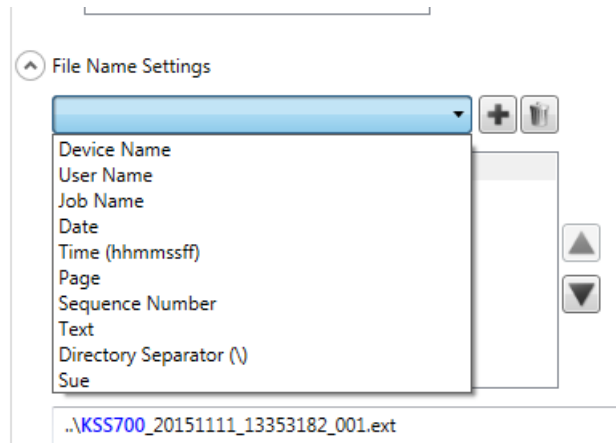 File Name Settings
Device Name
User Name
Job Name
Date
Time (hhmmssff)
Page
Sequence Number
Text
Directory Separator (\)
Sue
..\KSS700_20151111_13353182_001.ext